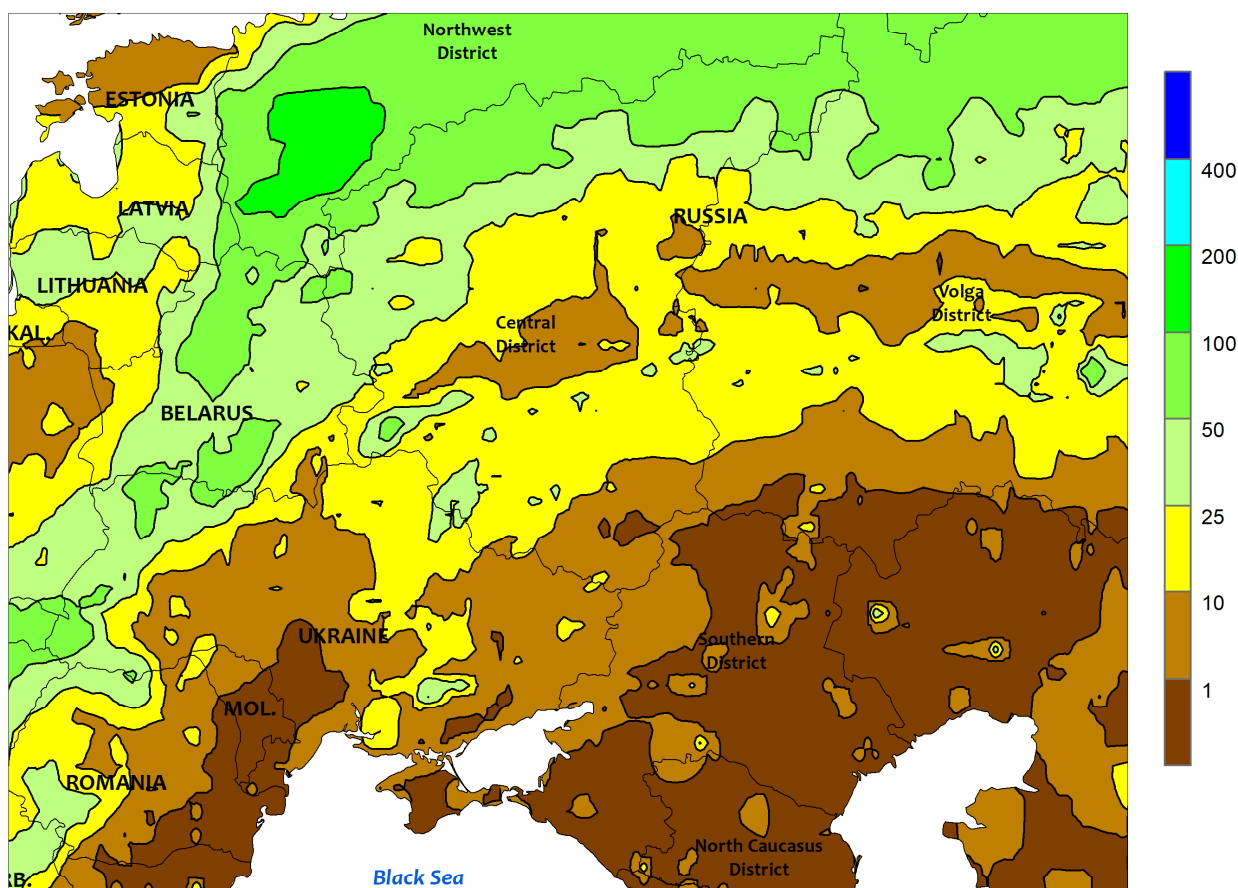 Northwest
District
ESTONIA
LATVIA
RUSSIA
LITHUANIA
KAL.
Volga
District
Central
District
BELARUS
UKRAINE
Southern
District
MOL.
ROMANIA
North Caucasus
District
Black Sea
RB.
400
200
100
50
25
10
1